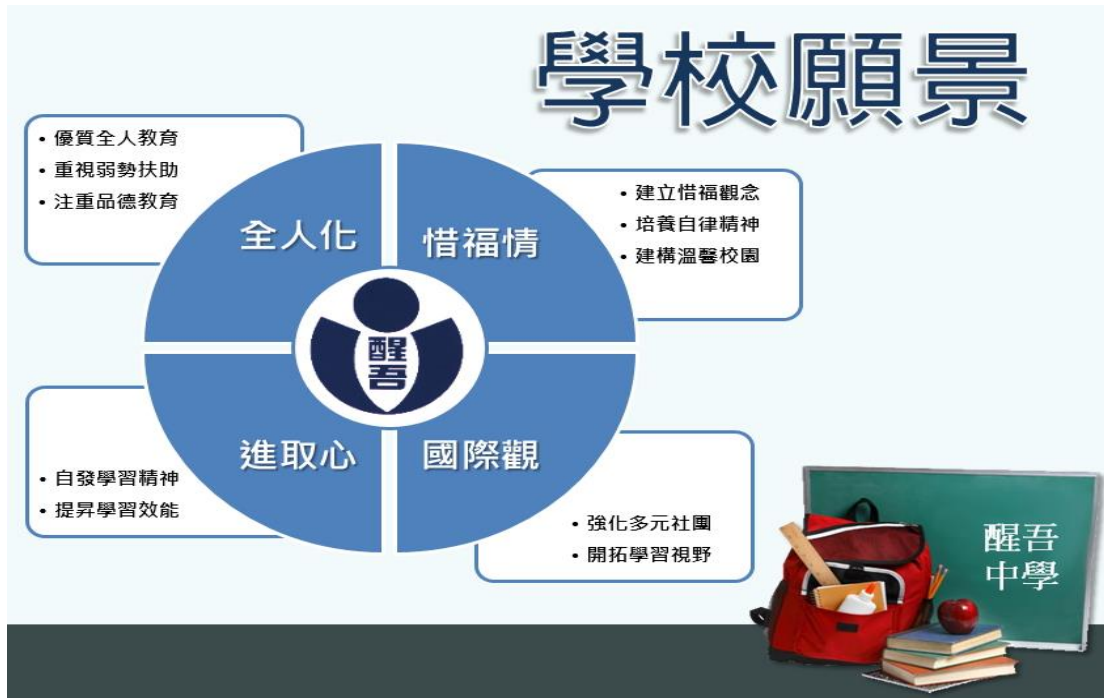 學校願景
• 優質全人教育
• 重視弱勢扶助
• 注重品德教育
全人化
惜福情
• 建立惜福觀念
• 培養自律精神
• 建構溫馨校園
醒
吾
進取心
國際觀
• 自發學習精神
• 提昇學習效能
• 強化多元社團
• 開拓學習視野
醒吾
中學